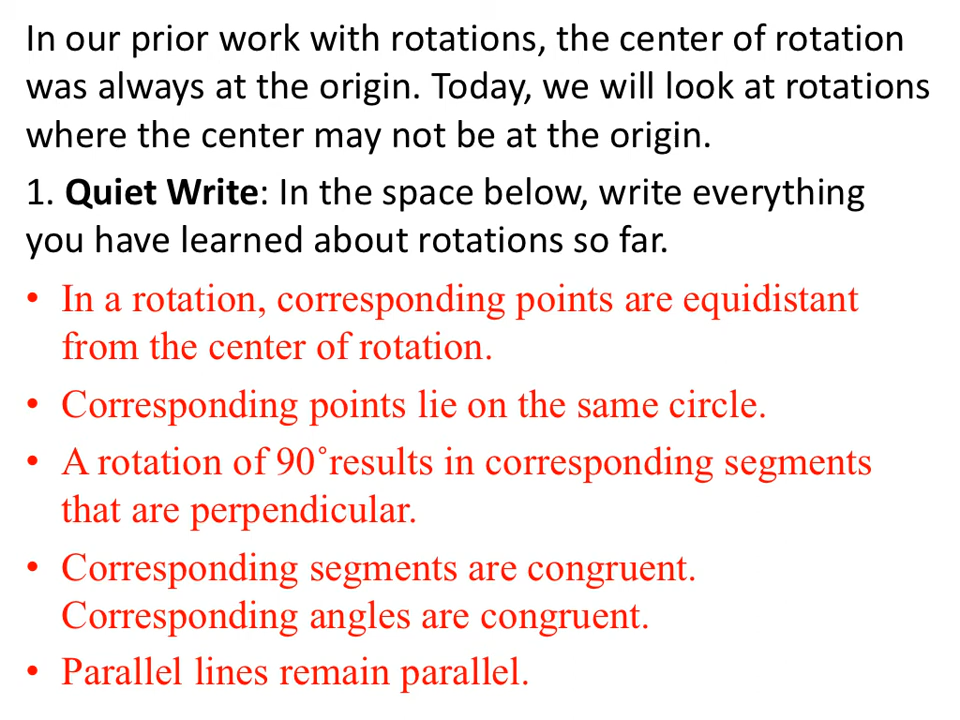 In our prior work with rotations, the center of rotation
was always at the origin. Today, we will look at rotations
where the center may not be at the origin.
1. Quiet Write: In the space below, write everything
you have learned about rotations so far.
• In a rotation, corresponding points are equidistant
from the center of rotation.
• Corresponding points lie on the same circle.
• A rotation of 90˚results in corresponding segments
that are perpendicular.
• Corresponding segments are congruent.
Corresponding angles are congruent.
• Parallel lines remain parallel.